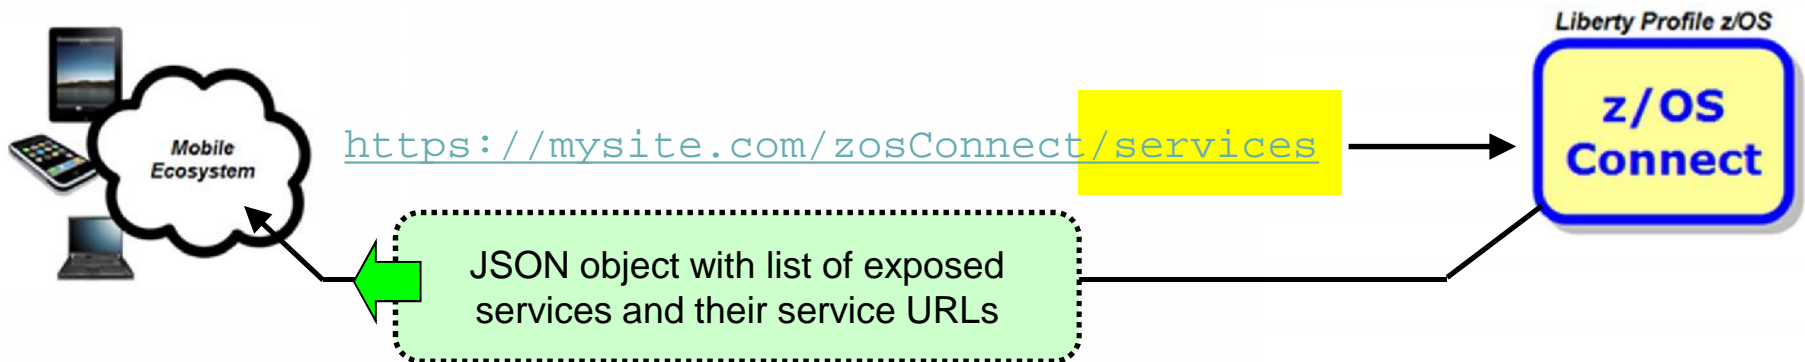 Liberty Profile z/OS
Mobile
Ecosystem
https://mysite.com/zosConnect/services
z/OS
Connect
JSON object with list of exposed
services and their service URLs